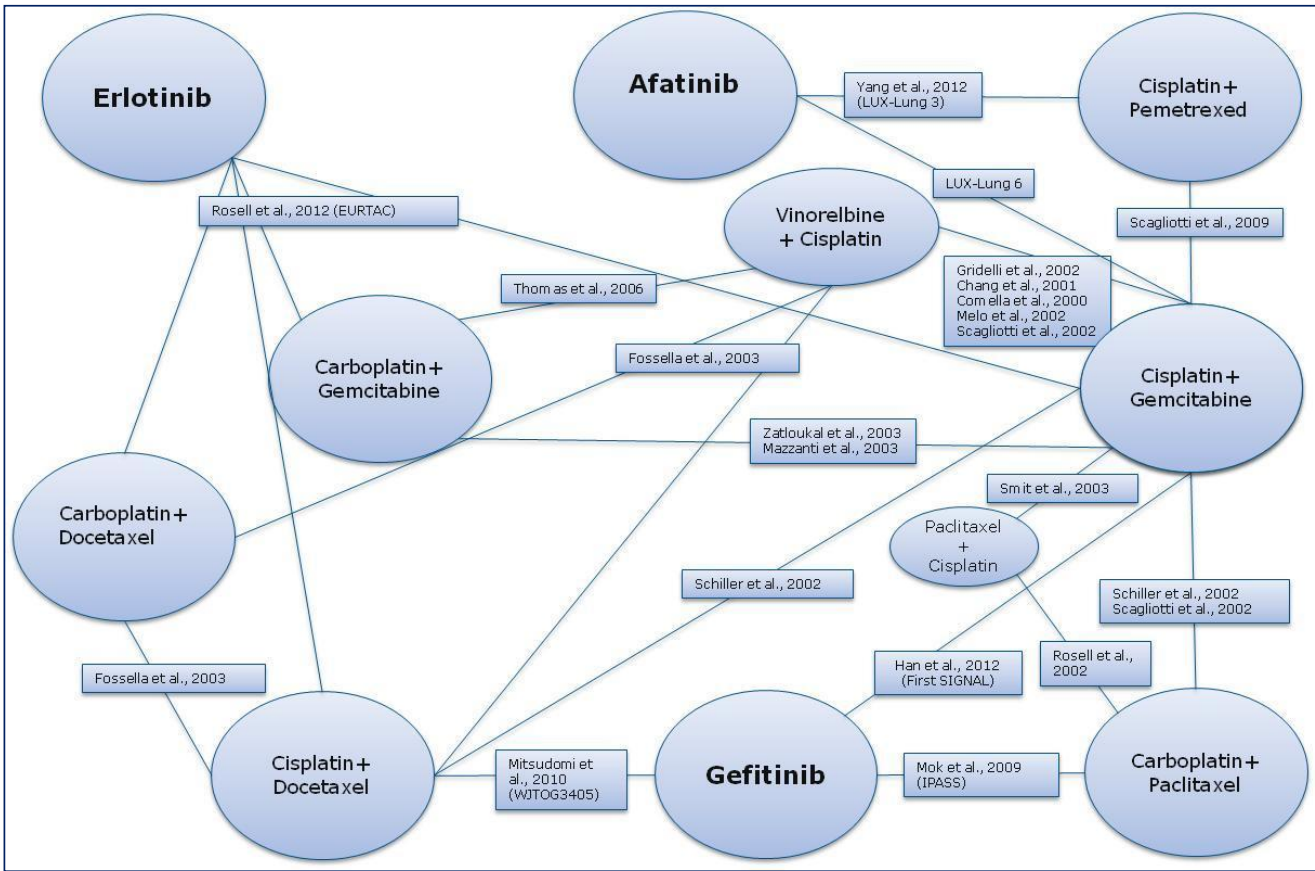 Erlotinib
Afatinib
Yang et al., 2012
(LUX-Lung 3)
Cisplatin+
Pemetrexed
LUX-Lung 6
Rosell et al., 2012 (EURTAC)
Vinorelbine
+ Cisplatin
Scagliotti et al., 2009
Thomas et al., 2006
Gridelli et al., 2002
Chang et al., 2001
Comella et al., 2000
Melo et al., 2002
Scagliotti et al., 2002
Carboplatin+
Gemcitabine
Fossella et al., 2003
Cisplatin+
Gemcitabine
Zatloukal et al., 2003
Mazzanti et al., 2003
Smit et al., 2003
Carboplatin+
Docetaxel
Paclitaxel
+
Cisplatin
Schiller et al., 2002
Schiller et al., 2002
Scagliotti et al., 2002
Fossella et al., 2003
Han et al., 2012
(First SIGNAL)
Rosell et al.,
2002
Cisplatin+
Docetaxel
Mitsudomi et
al., 2010
(WJTOG3405)
Gefitinib
Mok et al., 2009
(IPASS)
Carboplatin+
Paclitaxel